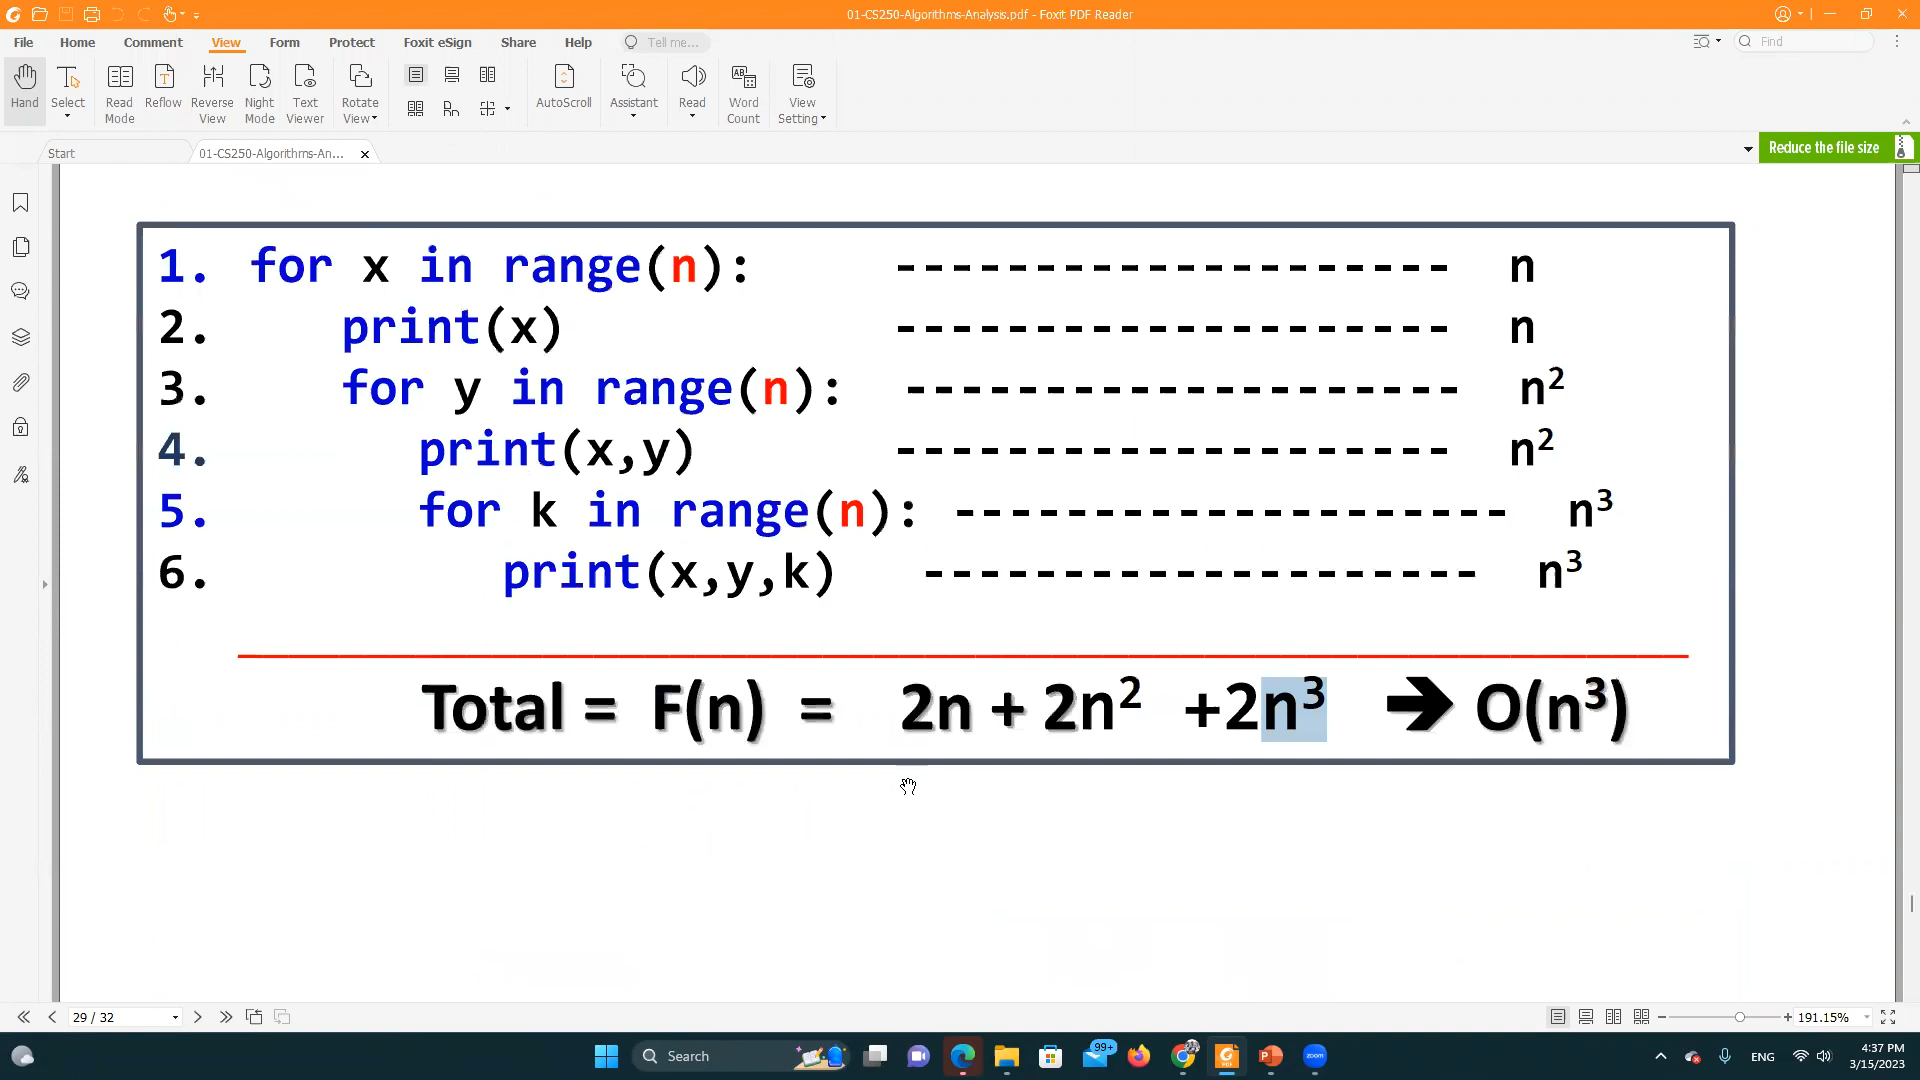 01-CS250-Algorithms-Analysis.pdf - Foxit PDF Reader
File Home Comment View Form Protect Foxit eSign Share Help Tell me... Find
Hand Select Read Mode Reflow Reverse View Night Mode Text Viewer Rotate View AutoScroll Assistant Read Word Count View Setting
Start 01-CS250-Algorithms-An... Reduce the file size
1. for x in range(n): -------------------- n
2. print(x) -------------------- n
3. for y in range(n): -------------------- n²
4. print(x,y) -------------------- n²
5. for k in range(n): -------------------- n³
6. print(x,y,k) -------------------- n³
Total = F(n) = 2n + 2n² +2n³ ➔ O(n³)
29 / 32 191.15%
Search 99+ zoom ENG 4:37 PM
3/15/2023